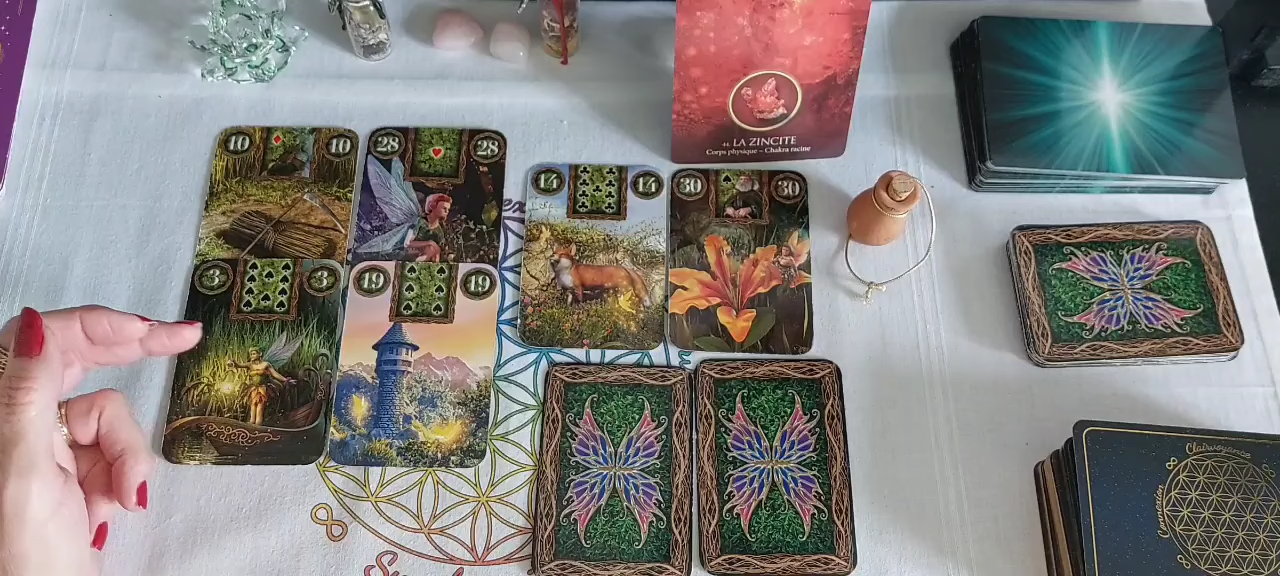 10 10
28 28
14 14
30 30
44. LA ZINCITE
Corps physique – Chakra racine
3 3
19 19
Clairvoyance
Connexion